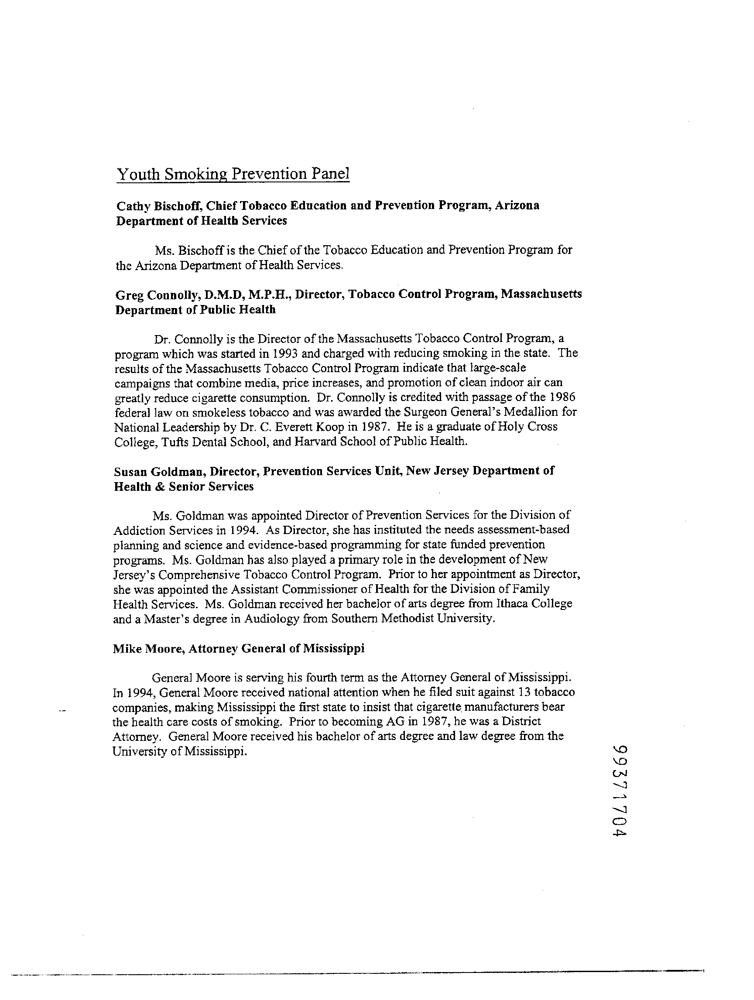 Youth Smoking Prevention Panel
Cathy Bischoff, Chief Tobacco Education and Prevention Program, Arizona
Department of Health Services
Ms. Bischoff is the Chief of the Tobacco Education and Prevention Program for
the Arizona Department of Health Services.
Greg Connolly, D.M.D, M.P.H., Director, Tobacco Control Program, Massachusetts
Department of Public Health
Dr. Connolly is the Director of the Massachusetts Tobacco Control Program, a
program which was started in 1993 and charged with reducing smoking in the state. The
results of the Massachusetts Tobacco Control Program indicate that large-scale
campaigns that combine media, price increases, and promotion of clean indoor air can
greatly reduce cigarette consumption. Dr. Connolly is credited with passage of the 1986
federal law on smokeless tobacco and was awarded the Surgeon General's Medallion for
National Leadership by Dr. C. Everett Koop in 1987. He is a graduate of Holy Cross
College, Tufts Dental School, and Harvard School of Public Health.
Susan Goldman, Director, Prevention Services Unit, New Jersey Department of
Health & Senior Services
Ms. Goldman was appointed Director of Prevention Services for the Division of
Addiction Services in 1994. As Director, she has instituted the needs assessment-based
planning and science and evidence-based programming for state funded prevention
programs. Ms. Goldman has also played a primary role in the development of New
Jersey's Comprehensive Tobacco Control Program. Prior to her appointment as Director,
she was appointed the Assistant Commissioner of Health for the Division of Family
Health Services. Ms. Goldman received her bachelor of arts degree from Ithaca College
and a Master's degree in Audiology from Southern Methodist University.
Mike Moore, Attorney General of Mississippi
General Moore is serving his fourth term as the Attorney General of Mississippi.
In 1994, General Moore received national attention when he filed suit against 13 tobacco
companies, making Mississippi the first state to insist that cigarette manufacturers bear
the health care costs of smoking. Prior to becoming AG in 1987, he was a District
Attorney. General Moore received his bachelor of arts degree and law degree from the
University of Mississippi.
99371704